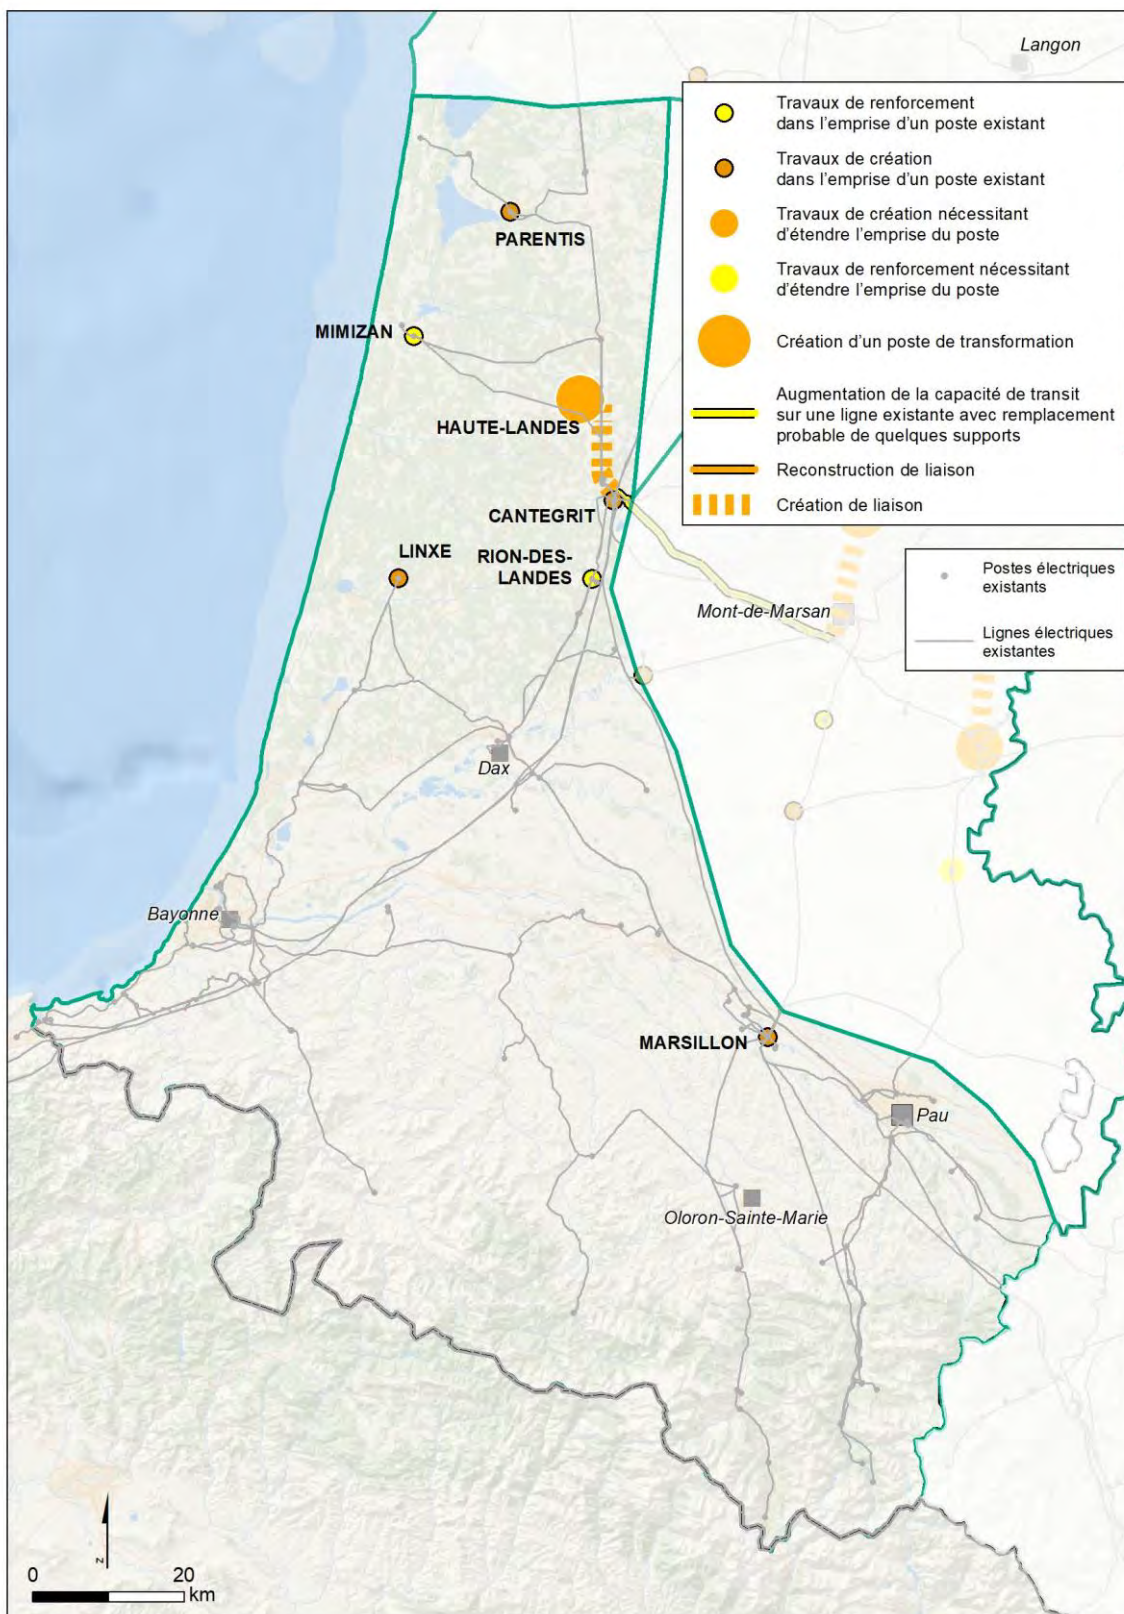 Langon
Travaux de renforcement
dans l'emprise d'un poste existant
Travaux de création
dans l'emprise d'un poste existant
Travaux de création nécessitant
d'étendre l'emprise du poste
Travaux de renforcement nécessitant
d'étendre l'emprise du poste
Création d'un poste de transformation
Augmentation de la capacité de transit
sur une ligne existante avec remplacement
probable de quelques supports
Reconstruction de liaison
Création de liaison
Postes électriques
existants
Lignes électriques
existantes
PARENTIS
MIMIZAN
HAUTE-LANDES
CANTEGRIT
LINXE
RION-DES-
LANDES
Mont-de-Marsan
Dax
Bayonne
MARSILLON
Pau
Oloron-Sainte-Marie
N
0 20
km